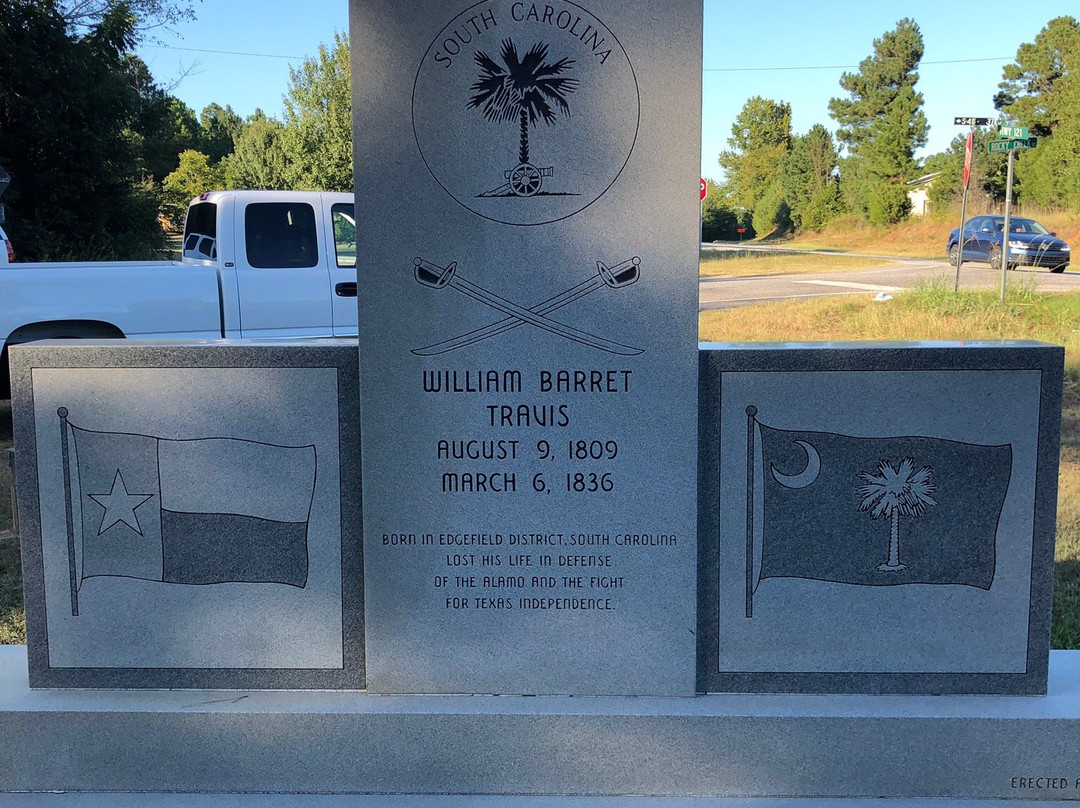 SOUTH CAROLINA
WILLIAM BARRET
TRAVIS
AUGUST 9, 1809
MARCH 6, 1836
BORN IN EDGEFIELD DISTRICT, SOUTH CAROLINA
LOST HIS LIFE IN DEFENSE
OF THE ALAMO AND THE FIGHT
FOR TEXAS INDEPENDENCE.
ERECTED
HWY 121
ROCKY